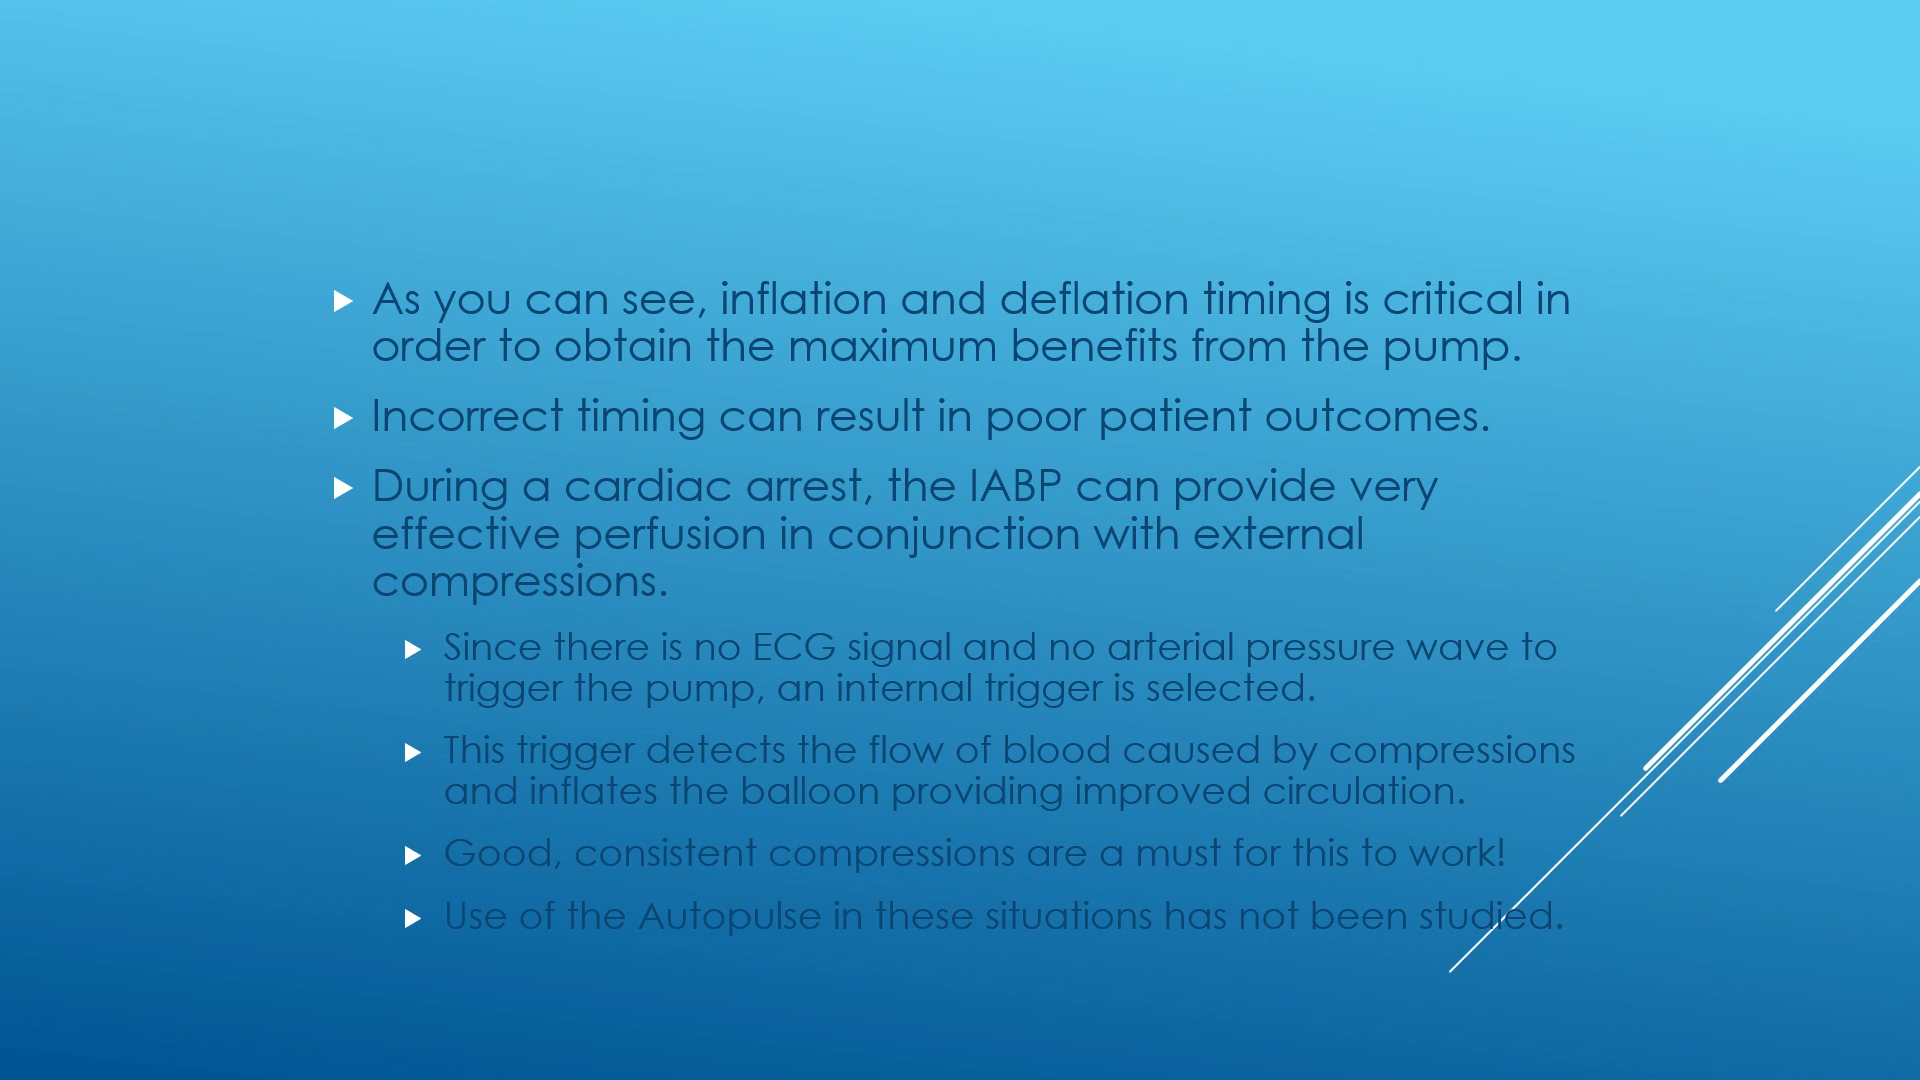 As you can see, inflation and deflation timing is critical in
order to obtain the maximum benefits from the pump.
Incorrect timing can result in poor patient outcomes.
During a cardiac arrest, the IABP can provide very
effective perfusion in conjunction with external
compressions.
Since there is no ECG signal and no arterial pressure wave to
trigger the pump, an internal trigger is selected.
This trigger detects the flow of blood caused by compressions
and inflates the balloon providing improved circulation.
Good, consistent compressions are a must for this to work!
Use of the Autopulse in these situations has not been studied.